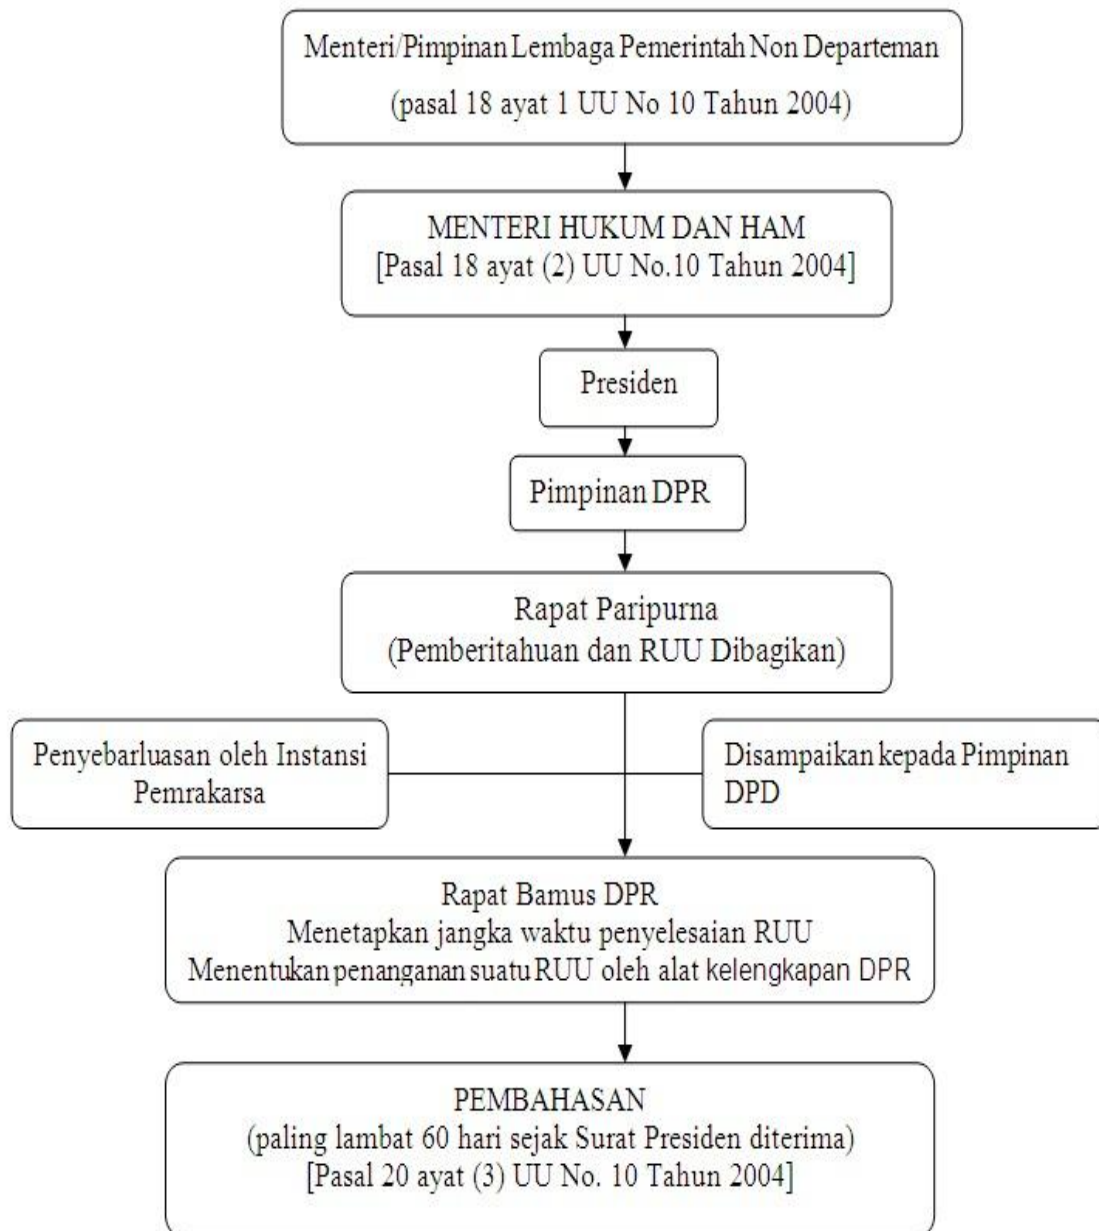 Menteri/Pimpinan Lembaga Pemerintah Non Departeman
(pasal 18 ayat 1 UU No 10 Tahun 2004)
MENTERI HUKUM DAN HAM
[Pasal 18 ayat (2) UU No.10 Tahun 2004]
Presiden
Pimpinan DPR
Rapat Paripurna
(Pemberitahuan dan RUU Dibagikan)
Penyebarluasan oleh Instansi
Pemrakarsa
Disampaikan kepada Pimpinan
DPD
Rapat Bamus DPR
Menetapkan jangka waktu penyelesaian RUU
Menentukan penanganan suatu RUU oleh alat kelengkapan DPR
PEMBAHASAN
(paling lambat 60 hari sejak Surat Presiden diterima)
[Pasal 20 ayat (3) UU No. 10 Tahun 2004]